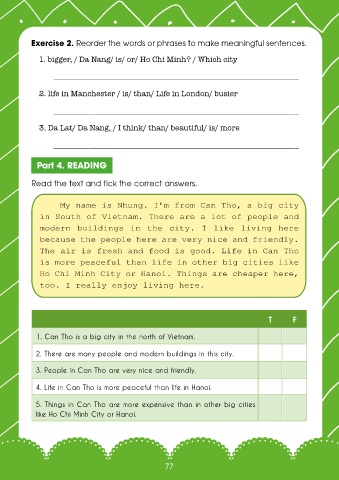 Exercise 2. Reorder the words or phrases to make meaningful sentences.
1. bigger, / Da Nang/ is/ or/ Ho Chi Minh? / Which city
2. life in Manchester / is/ than/ Life in London/ busier
3. Da Lat/ Da Nang, / I think/ than/ beautiful/ is/ more
Part 4. READING
Read the text and tick the correct answers.
My name is Nhung. I'm from Can Tho, a big city
in South of Vietnam. There are a lot of people and
modern buildings in the city. I like living here
because the people here are very nice and friendly.
The air is fresh and food is good. Life in Can Tho
is more peaceful than life in other big cities like
Ho Chi Minh City or Hanoi. Things are cheaper here,
too. I really enjoy living here.
T F
1. Can Tho is a big city in the north of Vietnam.
2. There are many people and modern buildings in this city.
3. People in Can Tho are very nice and friendly.
4. Life in Can Tho is more peaceful than life in Hanoi.
5. Things in Can Tho are more expensive than in other big cities
like Ho Chi Minh City or Hanoi.
77